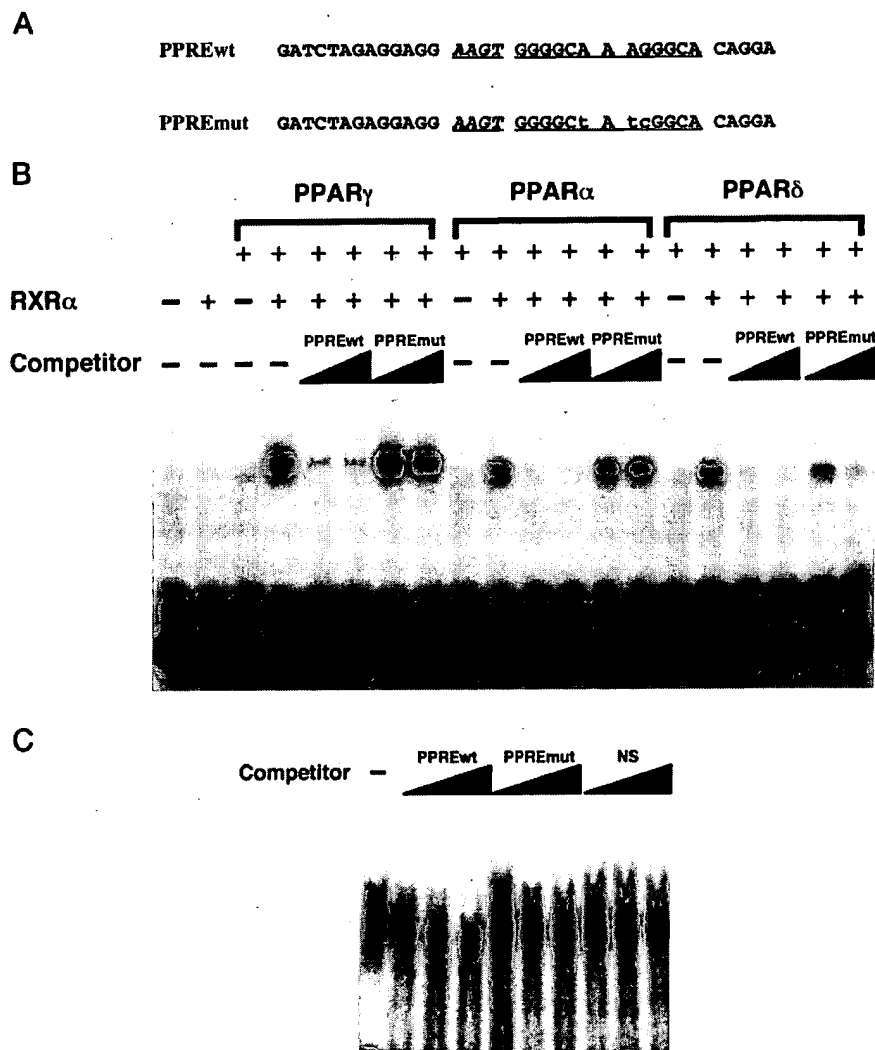 A
PPREwt GATCTAGAGGAGG AAGT GGGGCA A AGGGCA CAGGA
PPREmut GATCTAGAGGAGG AAGT GGGGCt A tcGGCA CAGGA
B
PPARγ PPARα PPARδ
+ + + + + + + + + + + + + + + + + +
RXRα − + − + + + + + − + + + + + − + + + + +
PPREwt PPREmut PPREwt PPREmut PPREwt PPREmut
Competitor − − − − − − − −
C
PPREwt PPREmut NS
Competitor −